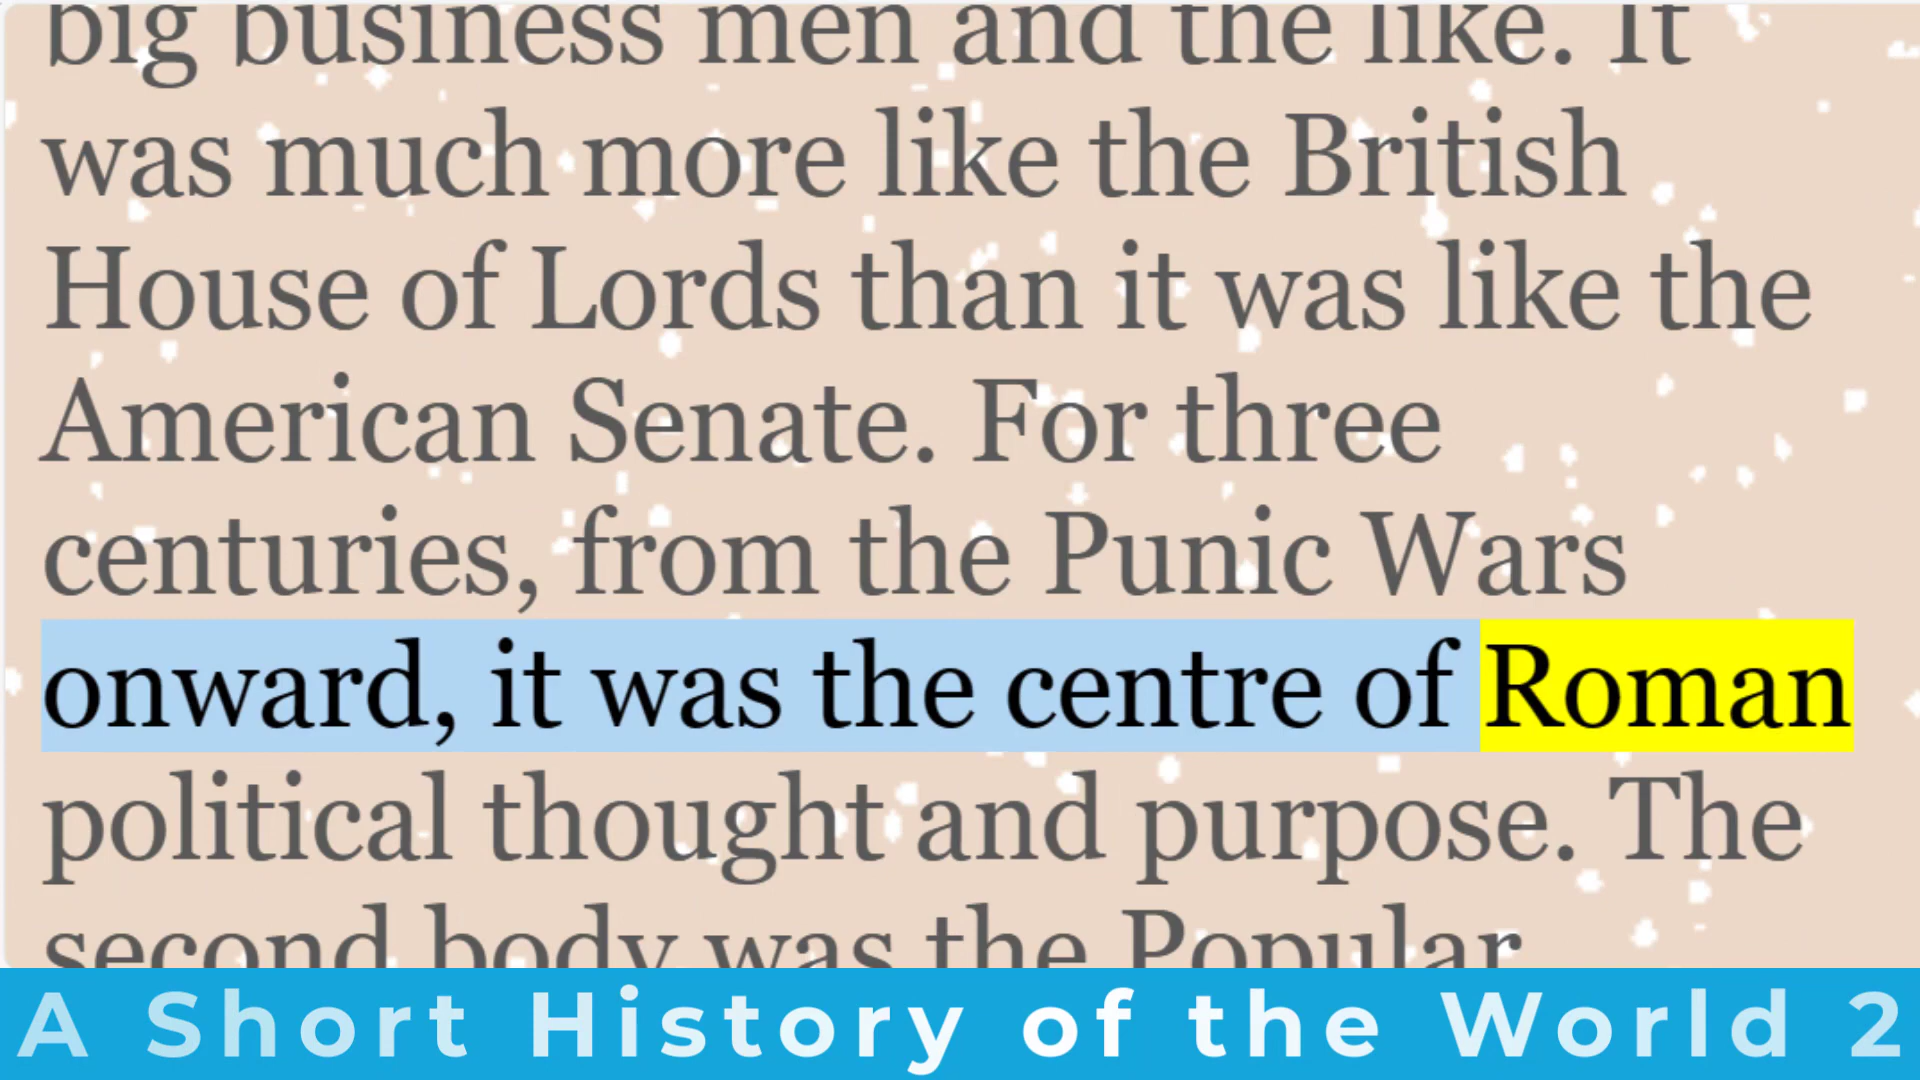 big business men and the like. It
was much more like the British
House of Lords than it was like the
American Senate. For three
centuries, from the Punic Wars
onward, it was the centre of Roman
political thought and purpose. The
second body was the Popular
A Short History of the World 2